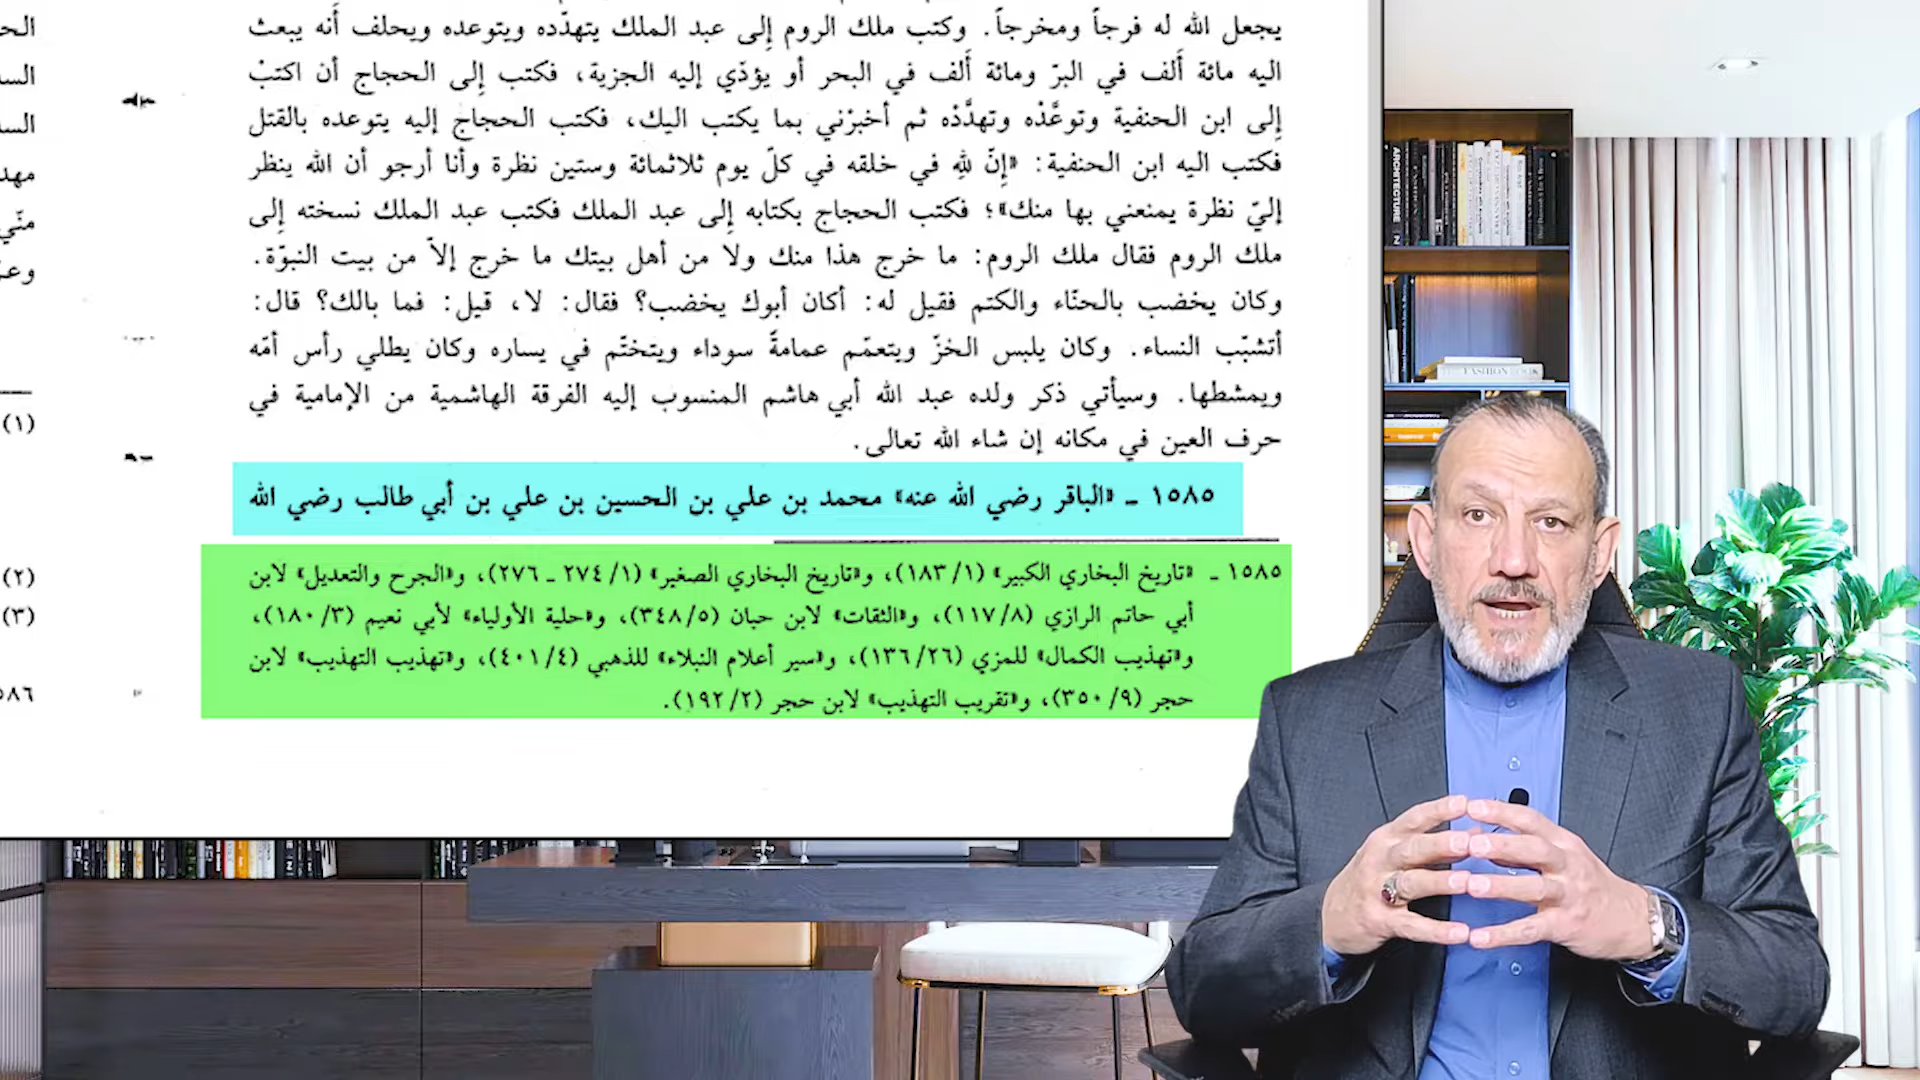 يجعل الله له فرجاً ومخرجاً. وكتب ملك الروم إلى عبد الملك يتهدّده ويتوعده ويحلف أنه يبعث
اليه مائة ألف في البرّ ومائة ألف في البحر أو يؤدّي إليه الجزية، فكتب إلى الحجاج أن اكتبْ
إلى ابن الحنفية وتوعَّدْه وتهدَّدْه ثم أخبرْني بما يكتب اليك، فكتب الحجاج إليه يتوعده بالقتل
فكتب اليه ابن الحنفية: «إنّ لله في خلقه في كلّ يوم ثلاثمائة وستين نظرة وأنا أرجو أن الله ينظر
إليّ نظرة يمنعني بها منك»؛ فكتب الحجاج بكتابه إلى عبد الملك فكتب عبد الملك نسخته إلى
ملك الروم فقال ملك الروم: ما خرج هذا منك ولا من أهل بيتك ما خرج إلاّ من بيت النبوّة.
وكان يخضب بالحنّاء والكتم فقيل له: أكان أبوك يخضب؟ فقال: لا، قيل: فما بالك؟ قال:
أتشبّب النساء. وكان يلبس الخزّ ويتعمّم عمامةً سوداء ويتختّم في يساره وكان يطلي رأس أمّه
ويمشطها. وسيأتي ذكر ولده عبد الله أبي هاشم المنسوب إليه الفرقة الهاشمية من الإمامية في
حرف العين في مكانه إن شاء الله تعالى.
١٥٨٥ ـ «الباقر رضي الله عنه» محمد بن علي بن الحسين بن علي بن أبي طالب رضي الله
١٥٨٥ ـ «تاريخ البخاري الكبير» (١/ ١٨٣)، و«تاريخ البخاري الصغير» (١/ ٢٧٤ ـ ٢٧٦)، و«الجرح والتعديل» لابن
أبي حاتم الرازي (٨/ ١١٧)، و«الثقات» لابن حبان (٥/ ٣٤٨)، و«حلية الأولياء» لأبي نعيم (٣/ ١٨٠)،
و«تهذيب الكمال» للمزي (٢٦/ ١٣٦)، و«سير أعلام النبلاء» للذهبي (٤/ ٤٠١)، و«تهذيب التهذيب» لابن
حجر (٩/ ٣٥٠)، و«تقريب التهذيب» لابن حجر (٢/ ١٩٢).
(١)
(٢)
(٣)
ARCHITECTURE
FASHION